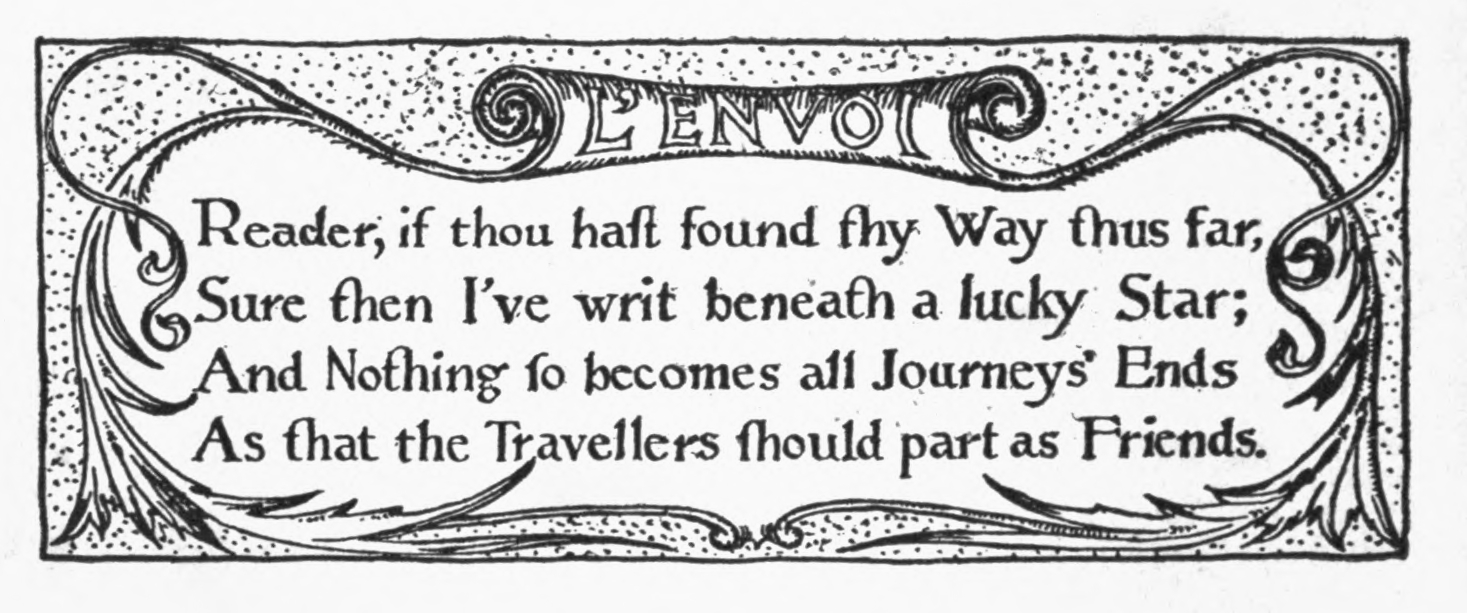 L'ENVOI
Reader, if thou haſt found thy Way thus far,
Sure then I've writ beneath a lucky Star;
And Nothing ſo becomes all Journeys' Ends
As that the Travellers ſhould part as Friends.